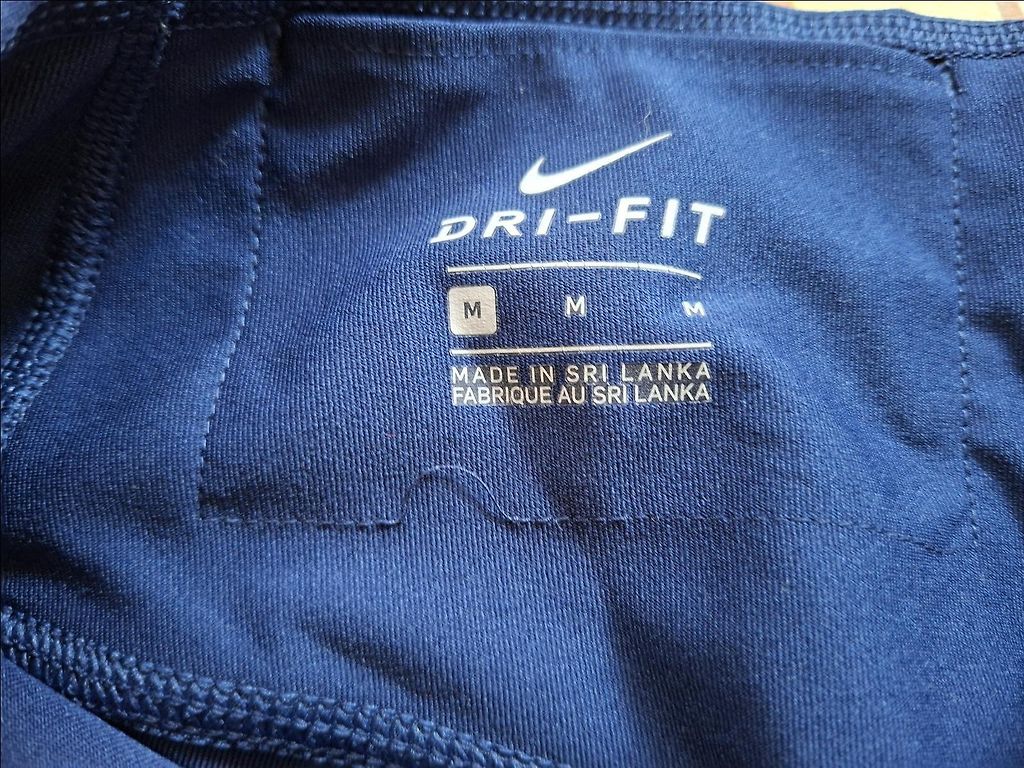 DRI-FIT
M M M
MADE IN SRI LANKA
FABRIQUE AU SRI LANKA